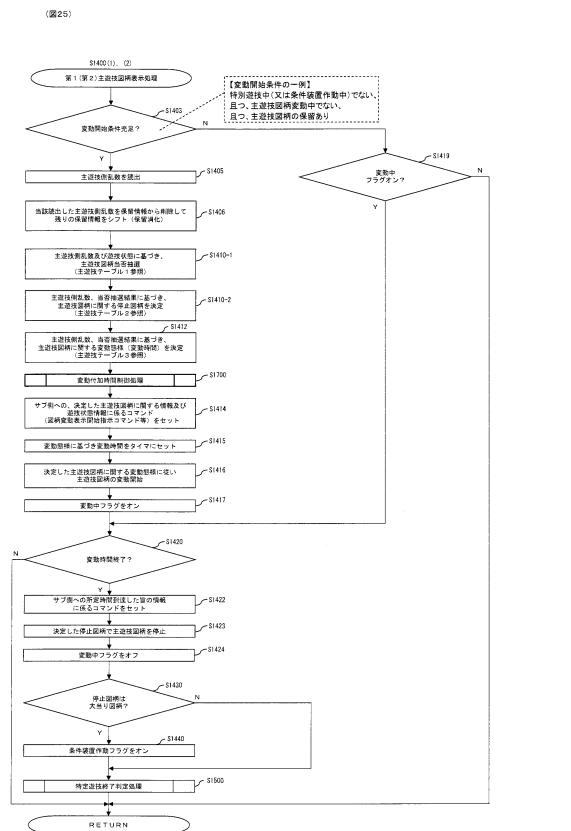 (図25)
S1400(1)、(2)
第1(第2)主遊技図柄表示処理
【変動開始条件の一例】
特別遊技中(又は条件装置作動中)でない、
且つ、主遊技図柄変動中でない、
且つ、主遊技図柄の保留あり
S1403
変動開始条件充足?
N
Y
S1419
変動中
フラグオン?
N
Y
S1405
主遊技側乱数を読出
当該読出した主遊技側乱数を保留情報から削除して
残りの保留情報をシフト(保留消化)
S1406
主遊技側乱数及び遊技状態に基づき、
主遊技図柄当否抽選
(主遊技テーブル1参照)
S1410-1
主遊技側乱数、当否抽選結果に基づき、
主遊技図柄に関する停止図柄を決定
(主遊技テーブル2参照)
S1410-2
S1412
主遊技側乱数、当否抽選結果に基づき、
主遊技図柄に関する変動態様(変動時間)を決定
(主遊技テーブル3参照)
変動付加時間制御処理
S1700
サブ側への、決定した主遊技図柄に関する情報及び
遊技状態情報に係るコマンド
(図柄変動表示開始指示コマンド等)をセット
S1414
変動態様に基づき変動時間をタイマにセット
S1415
決定した主遊技図柄に関する変動態様に従い
主遊技図柄の変動開始
S1416
変動中フラグをオン
S1417
S1420
変動時間終了?
N
Y
サブ側への所定時間到達した旨の情報
に係るコマンドをセット
S1422
決定した停止図柄で主遊技図柄を停止
S1423
変動中フラグをオフ
S1424
S1430
停止図柄は
大当り図柄?
N
Y
S1440
条件装置作動フラグをオン
特定遊技終了判定処理
S1500
RETURN